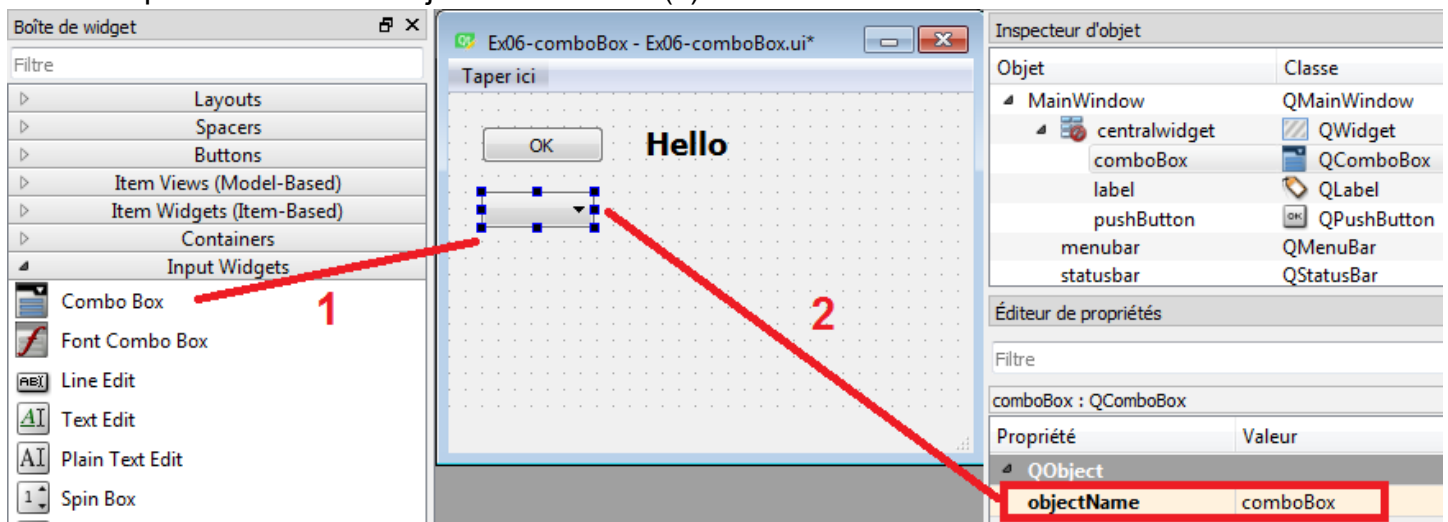 Boîte de widget
Filtre
Layouts
Spacers
Buttons
Item Views (Model-Based)
Item Widgets (Item-Based)
Containers
Input Widgets
Combo Box
Font Combo Box
Line Edit
Text Edit
Plain Text Edit
Spin Box
1
Ex06-comboBox - Ex06-comboBox.ui*
Taper ici
OK
Hello
2
Inspecteur d'objet
Objet Classe
MainWindow QMainWindow
centralwidget QWidget
comboBox QComboBox
label QLabel
pushButton QPushButton
menubar QMenuBar
statusbar QStatusBar
Éditeur de propriétés
Filtre
comboBox : QComboBox
Propriété Valeur
QObject
objectName comboBox